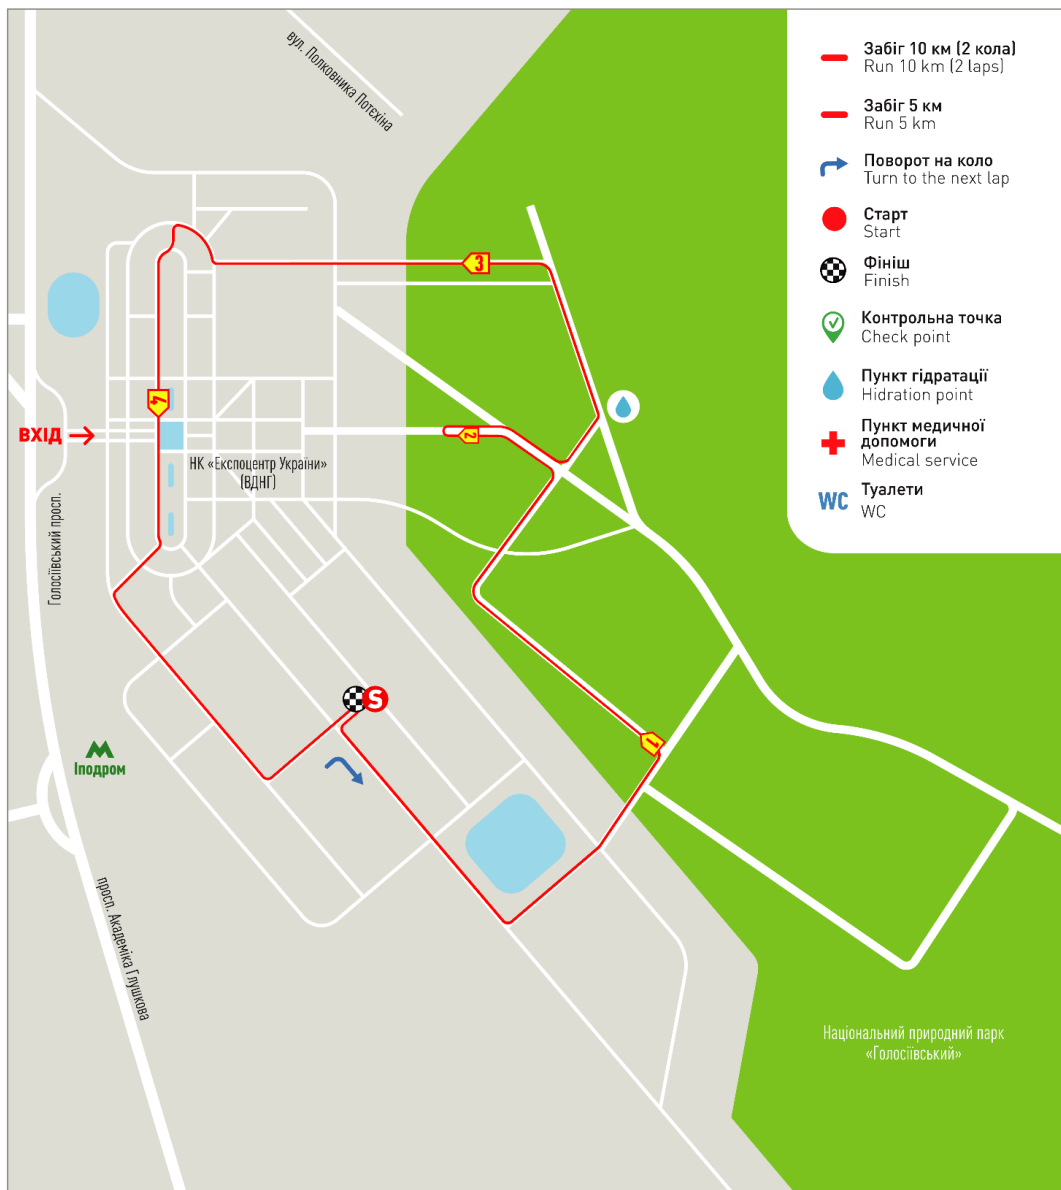 вул. Полковника Потєхіна
Забіг 10 км (2 кола)
Run 10 km (2 laps)
Забіг 5 км
Run 5 km
Поворот на коло
Turn to the next lap
Старт
Start
Фініш
Finish
Контрольна точка
Check point
Пункт гідратації
Hidration point
Пункт медичної
допомоги
Medical service
WC
Туалети
WC
3
4
2
ВХІД
НК «Експоцентр України»
(ВДНГ)
Голосіївський просп.
S
1
Іподром
просп. Академіка Глушкова
Національний природний парк
«Голосіївський»